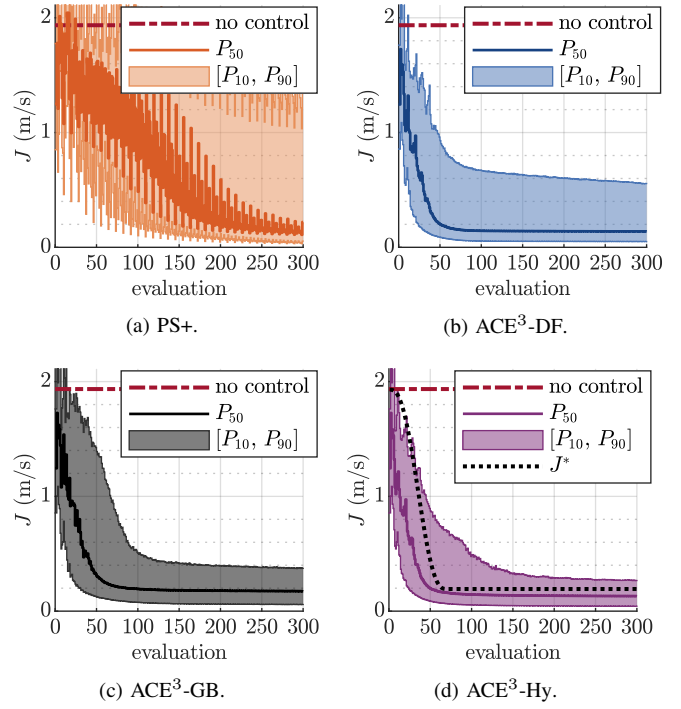 2
1
0
J (m/s)
no control
P₅₀
[P₁₀, P₉₀]
0 50 100 150 200 250 300
evaluation
(a) PS+.
2
1
0
J (m/s)
no control
P₅₀
[P₁₀, P₉₀]
0 50 100 150 200 250 300
evaluation
(b) ACE³-DF.
2
1
0
J (m/s)
no control
P₅₀
[P₁₀, P₉₀]
0 50 100 150 200 250 300
evaluation
(c) ACE³-GB.
2
1
0
J (m/s)
no control
P₅₀
[P₁₀, P₉₀]
J*
0 50 100 150 200 250 300
evaluation
(d) ACE³-Hy.